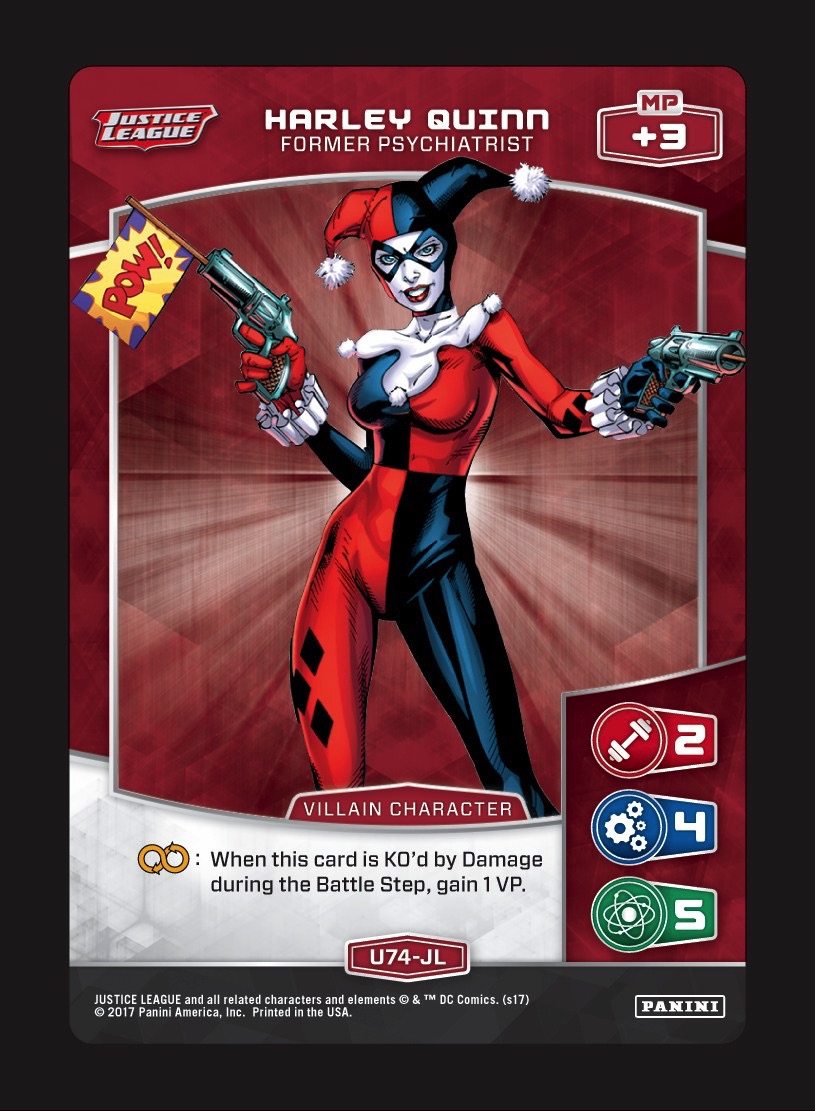 JUSTICE
LEAGUE
HARLEY QUINN
FORMER PSYCHIATRIST
MP
+3
POW!
2
4
5
VILLAIN CHARACTER
: When this card is KO'd by Damage
during the Battle Step, gain 1 VP.
U74-JL
JUSTICE LEAGUE and all related characters and elements © & ™ DC Comics. (s17)
© 2017 Panini America, Inc. Printed in the USA.
PANINI